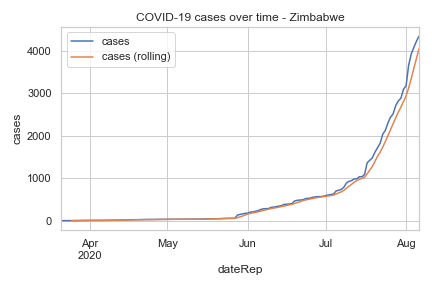 COVID-19 cases over time - Zimbabwe
cases
cases (rolling)
cases
4000
3000
2000
1000
0
Apr
2020
May
Jun
Jul
Aug
dateRep